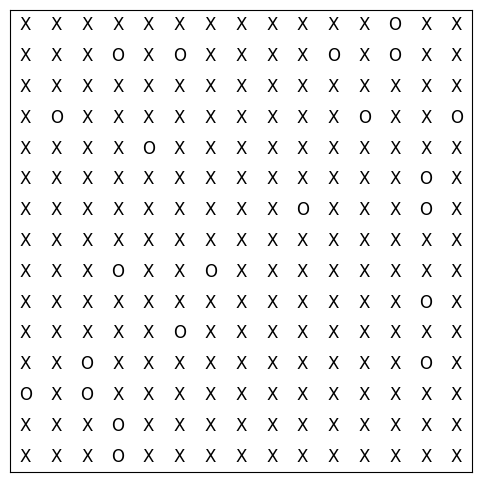 X X X X X X X X X X X X O X X
X X X O X O X X X X O X O X X
X X X X X X X X X X X X X X X
X O X X X X X X X X X O X X O
X X X X O X X X X X X X X X X
X X X X X X X X X X X X X O X
X X X X X X X X X O X X X O X
X X X X X X X X X X X X X X X
X X X O X X O X X X X X X X X
X X X X X X X X X X X X X O X
X X X X X O X X X X X X X X X
X X O X X X X X X X X X X O X
O X O X X X X X X X X X X X X
X X X O X X X X X X X X X X X
X X X O X X X X X X X X X X X